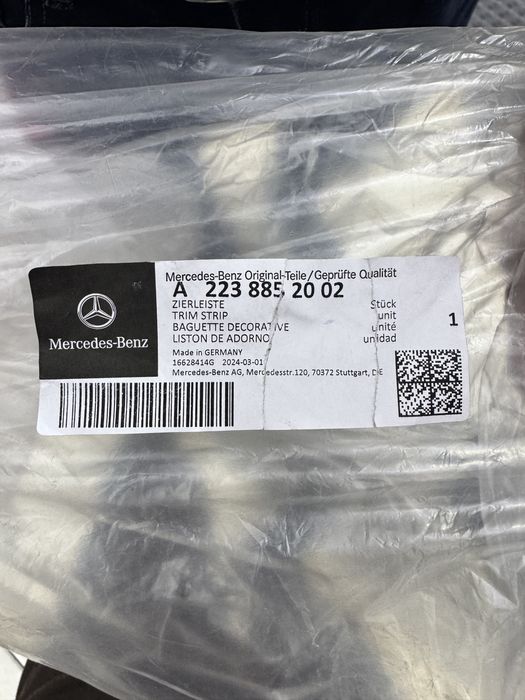 Mercedes-Benz Original-Teile/Geprüfte Qualität
A 223 885 20 02
ZIERLEISTE Stück
TRIM STRIP unit
BAGUETTE DECORATIVE unité
LISTON DE ADORNO unidad
1
Made in GERMANY
16628414G 2024-03-01
Mercedes-Benz AG, Mercedesstr.120, 70372 Stuttgart, DE
Mercedes-Benz